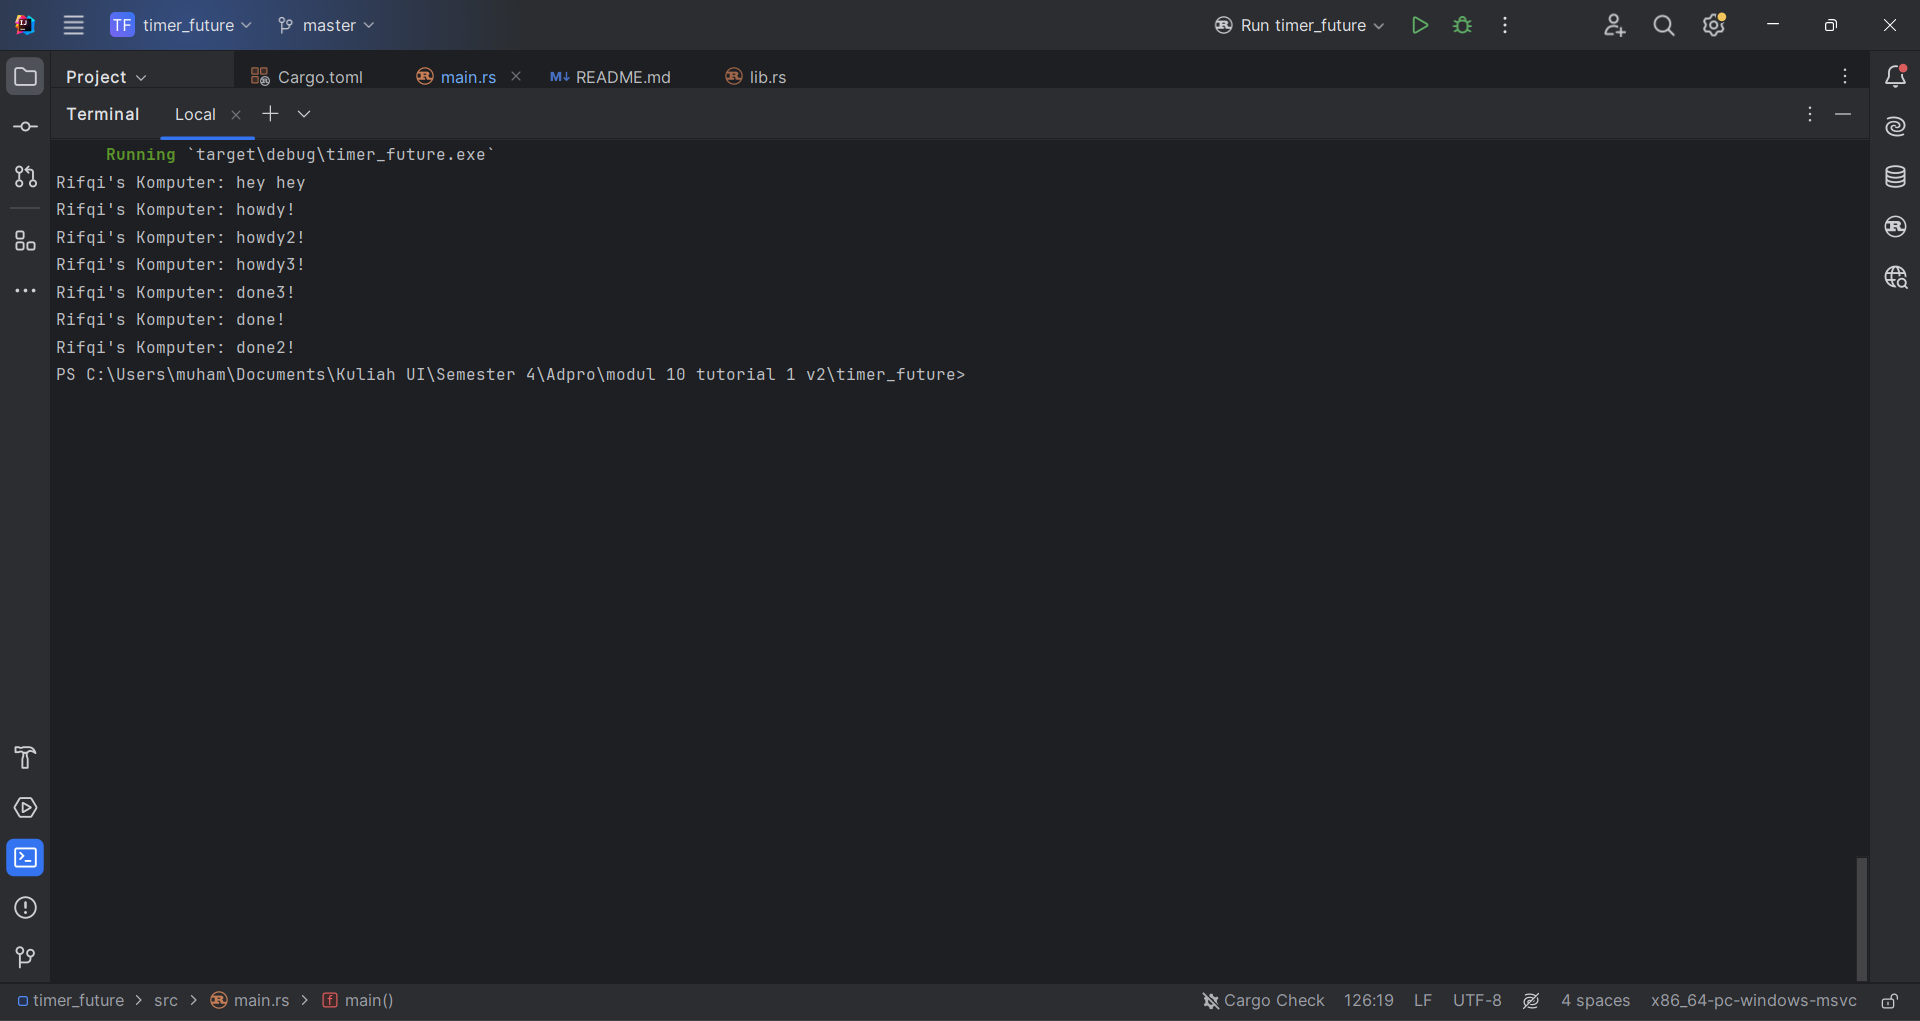 TF timer_future master Run timer_future
Project Cargo.toml main.rs M↓ README.md lib.rs
Terminal Local
Running `target\debug\timer_future.exe`
Rifqi's Komputer: hey hey
Rifqi's Komputer: howdy!
Rifqi's Komputer: howdy2!
Rifqi's Komputer: howdy3!
Rifqi's Komputer: done3!
Rifqi's Komputer: done!
Rifqi's Komputer: done2!
PS C:\Users\muham\Documents\Kuliah UI\Semester 4\Adpro\modul 10 tutorial 1 v2\timer_future>
timer_future > src > main.rs > f main() Cargo Check 126:19 LF UTF-8 4 spaces x86_64-pc-windows-msvc